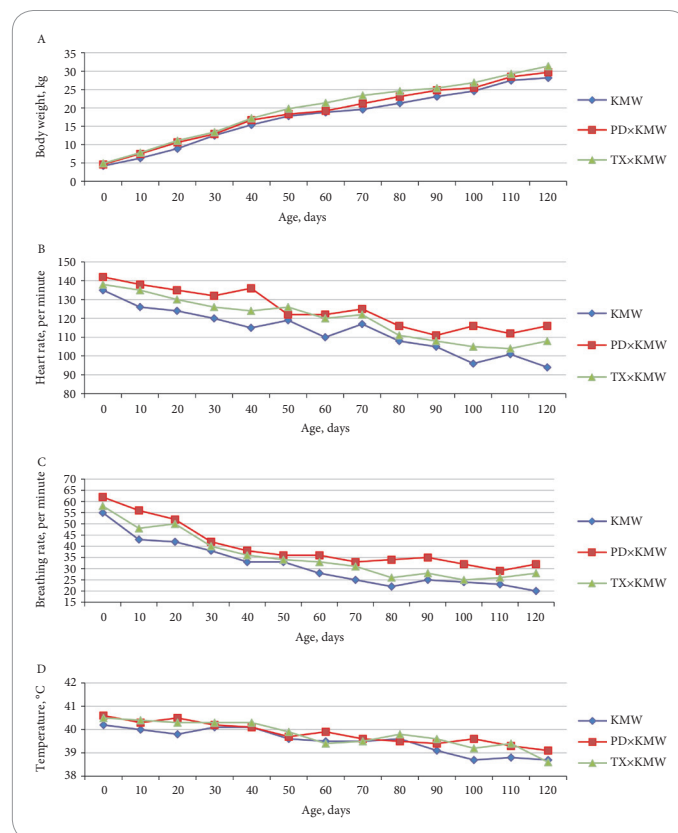 A
Body weight, kg
35
30
25
20
15
10
5
0
0 10 20 30 40 50 60 70 80 90 100 110 120
Age, days
KMW
PD×KMW
TX×KMW
B
Heart rate, per minute
150
140
130
120
110
100
90
80
0 10 20 30 40 50 60 70 80 90 100 110 120
Age, days
KMW
PD×KMW
TX×KMW
C
Breathing rate, per minute
70
65
60
55
50
45
40
35
30
25
20
15
0 10 20 30 40 50 60 70 80 90 100 110 120
Age, days
KMW
PD×KMW
TX×KMW
D
Temperature, °C
42
41
40
39
38
0 10 20 30 40 50 60 70 80 90 100 110 120
Age, days
KMW
PD×KMW
TX×KMW